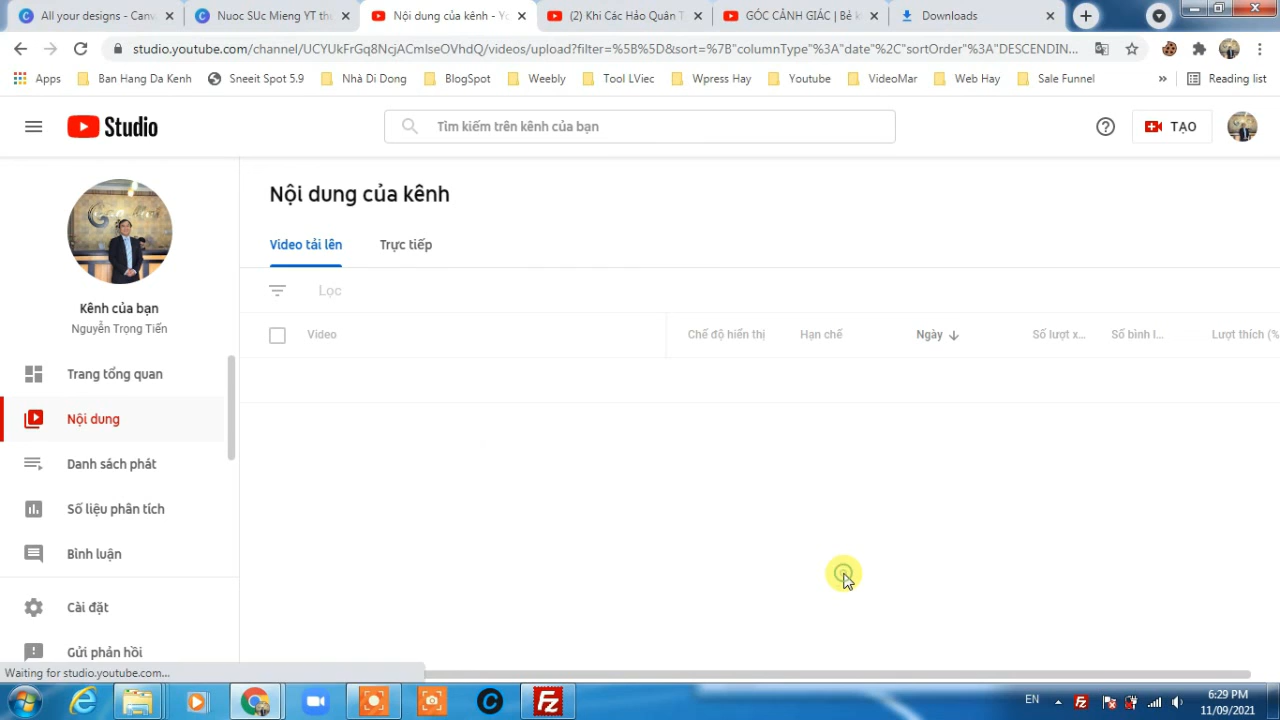 All your designs - Canv
Nuoc SUc Mieng YT thu
Nội dung của kênh - Yo
(2) Khi Các Hảo Quân T
GÓC CẢNH GIÁC | Bẻ k
Downloads
studio.youtube.com/channel/UCYUkFrGq8NcjACmlseOVhdQ/videos/upload?filter=%5B%5D&sort=%7B"columnType"%3A"date"%2C"sortOrder"%3A"DESCENDIN...
Apps
Ban Hang Da Kenh
Sneeit Spot 5.9
Nhà Di Dong
BlogSpot
Weebly
Tool LViec
Wpress Hay
Youtube
VideoMar
Web Hay
Sale Funnel
»
Reading list
Studio
Tìm kiếm trên kênh của bạn
TẠO
Nội dung của kênh
Video tải lên
Trực tiếp
Lọc
Video
Chế độ hiển thị
Hạn chế
Ngày
Số lượt x...
Số bình l...
Lượt thích (%
Kênh của bạn
Nguyễn Trọng Tiến
Trang tổng quan
Nội dung
Danh sách phát
Số liệu phân tích
Bình luận
Cài đặt
Gửi phản hồi
Waiting for studio.youtube.com...
EN
6:29 PM
11/09/2021